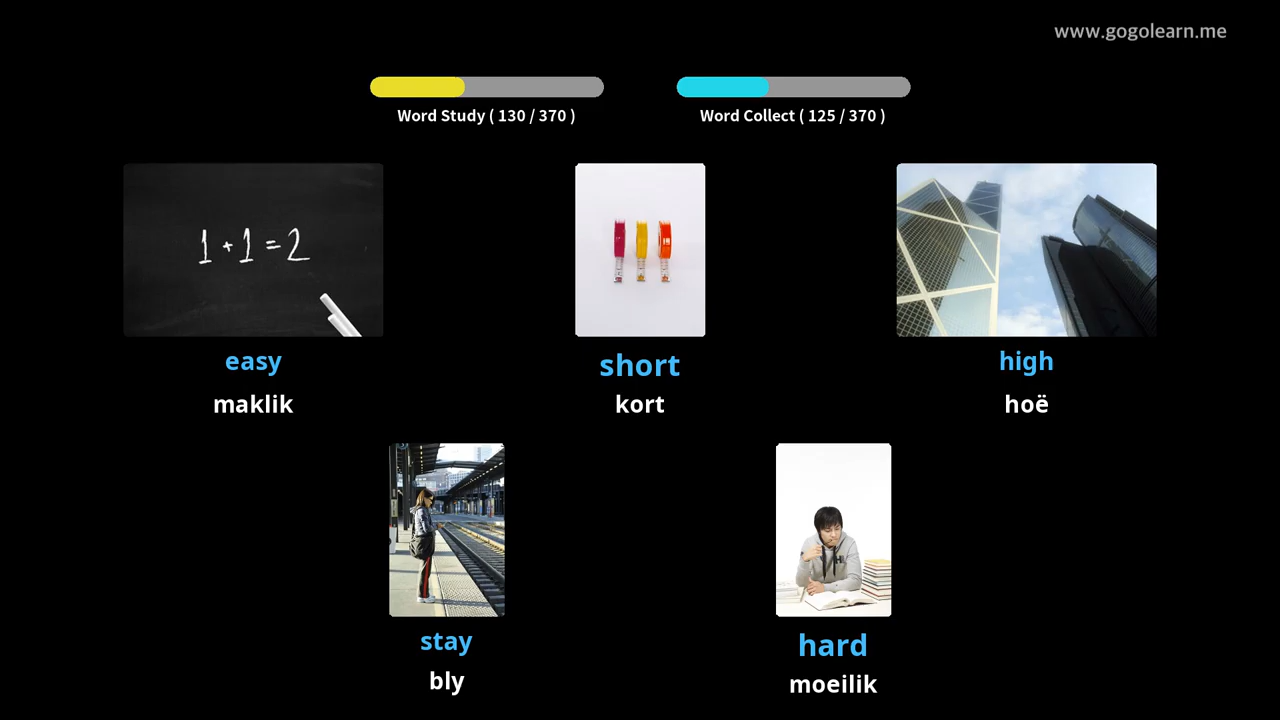 www.gogolearn.me
Word Study ( 130 / 370 )
Word Collect ( 125 / 370 )
1 + 1 = 2
easy
short
high
maklik
kort
hoë
stay
hard
bly
moeilik